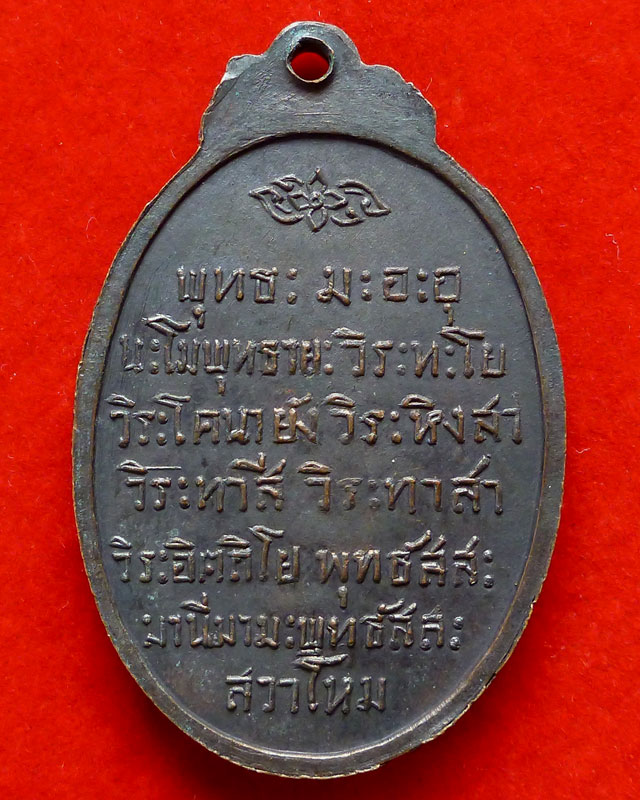 พุทธะ มะอะอุ
นะโมพุทธายะ วิระทะโย
วิระโคนายัง วิระหิงสา
วิระทาสี วิระทาสา
วิระอิตถิโย พุทธัสสะ
มานีมามะพุทธัสสะ
สวาโหม